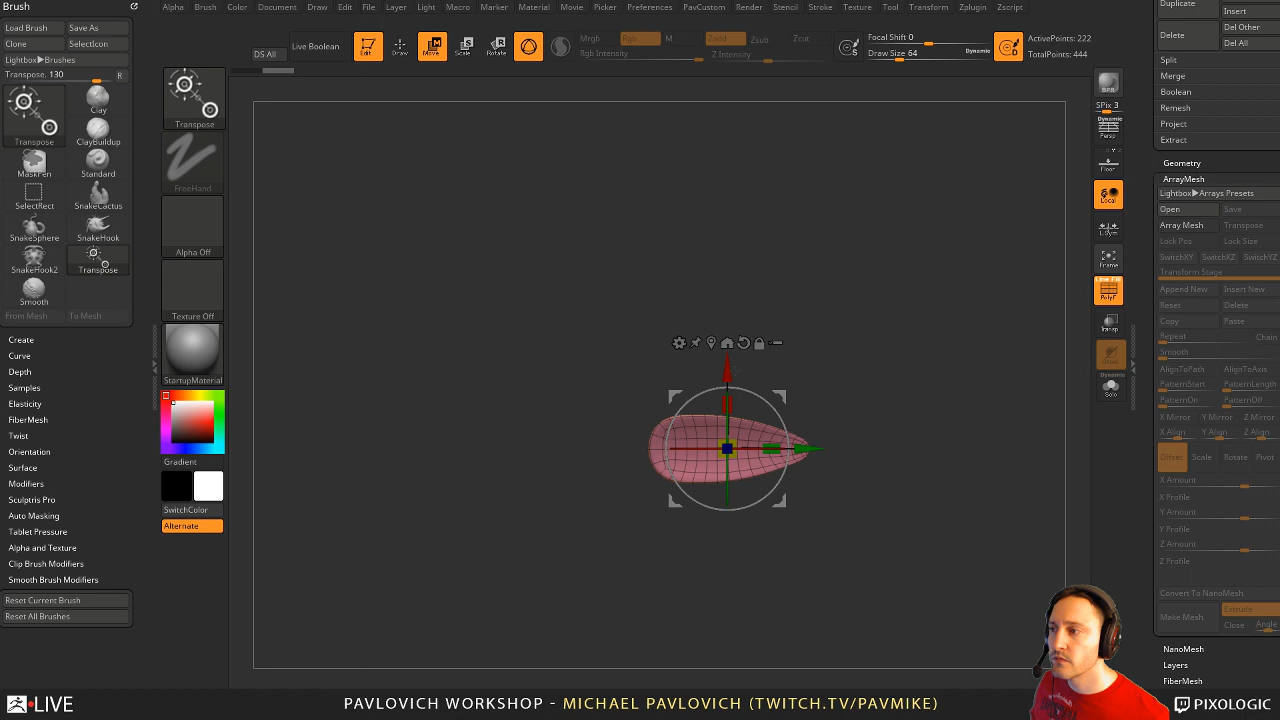 Brush
Alpha Brush Color Document Draw Edit File Layer Light Macro Marker Material Movie Picker Preferences PavCustom Render Stencil Stroke Texture Tool Transform Zplugin Zscript
Load Brush Save As
Clone SelectIcon
Lightbox▶Brushes
Transpose. 130 R
Transpose
Clay
ClayBuildup
MaskPen Standard
SelectRect SnakeCactus
SnakeSphere SnakeHook
SnakeHook2 Transpose
Smooth
From Mesh To Mesh
Create
Curve
Depth
Samples
Elasticity
FiberMesh
Twist
Orientation
Surface
Modifiers
Sculptris Pro
Auto Masking
Tablet Pressure
Alpha and Texture
Clip Brush Modifiers
Smooth Brush Modifiers
Reset Current Brush
Reset All Brushes
DS All Live Boolean
Edit Draw Move Scale Rotate
Mrgb Rgb M Zadd Zsub Zcut
Rgb Intensity Z Intensity
Focal Shift 0
Draw Size 64 Dynamic
ActivePoints: 222
TotalPoints: 444
Transpose
FreeHand
Alpha Off
Texture Off
StartupMaterial
Gradient
SwitchColor
Alternate
BPR
SPix 3
Dynamic
Persp
Floor
Local
L.Sym
Frame
Line Fill
PolyF
Transp
Dynamic
Solo
Duplicate Insert
Delete Del Other
Del All
Split
Merge
Boolean
Remesh
Project
Extract
Geometry
ArrayMesh
Lightbox▶Arrays Presets
Open Save
Array Mesh Transpose
Lock Pos Lock Size
SwitchXY SwitchXZ SwitchYZ
Transform Stage
Append New Insert New
Reset Delete
Copy Paste
Repeat Chain
Smooth
AlignToPath AlignToAxis
PatternStart PatternLength
PatternOn PatternOff
X Mirror Y Mirror Z Mirror
X Align Y Align Z Align
Offset Scale Rotate Pivot
X Amount
X Profile
Y Amount
Y Profile
Z Amount
Z Profile
Convert To NanoMesh
Make Mesh Extrude
Close Angle
NanoMesh
Layers
FiberMesh
LIVE
PAVLOVICH WORKSHOP - MICHAEL PAVLOVICH (TWITCH.TV/PAVMIKE)
PIXOLOGIC